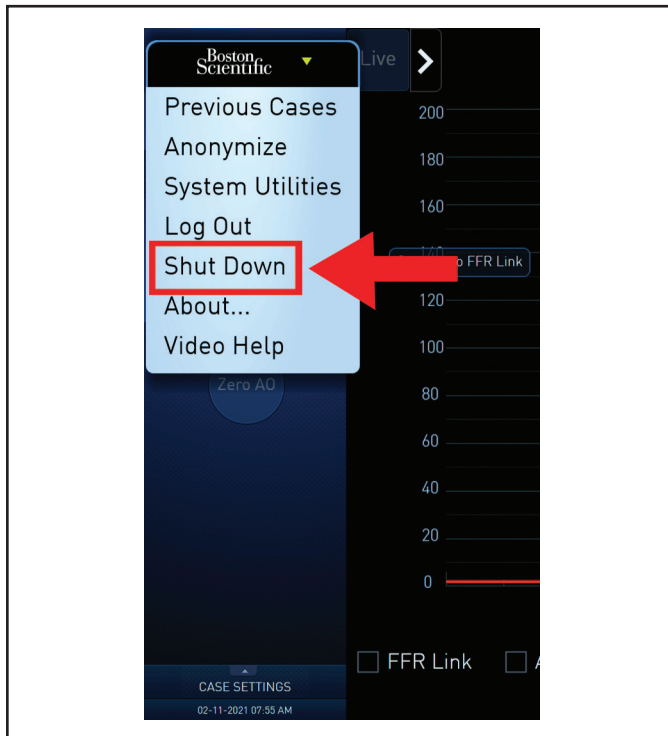 Boston
Scientific
Live
Previous Cases
Anonymize
System Utilities
Log Out
Shut Down
About...
Video Help
Zero AO
200
180
160
140
FFR Link
120
100
80
60
40
20
0
FFR Link
CASE SETTINGS
02-11-2021 07:55 AM